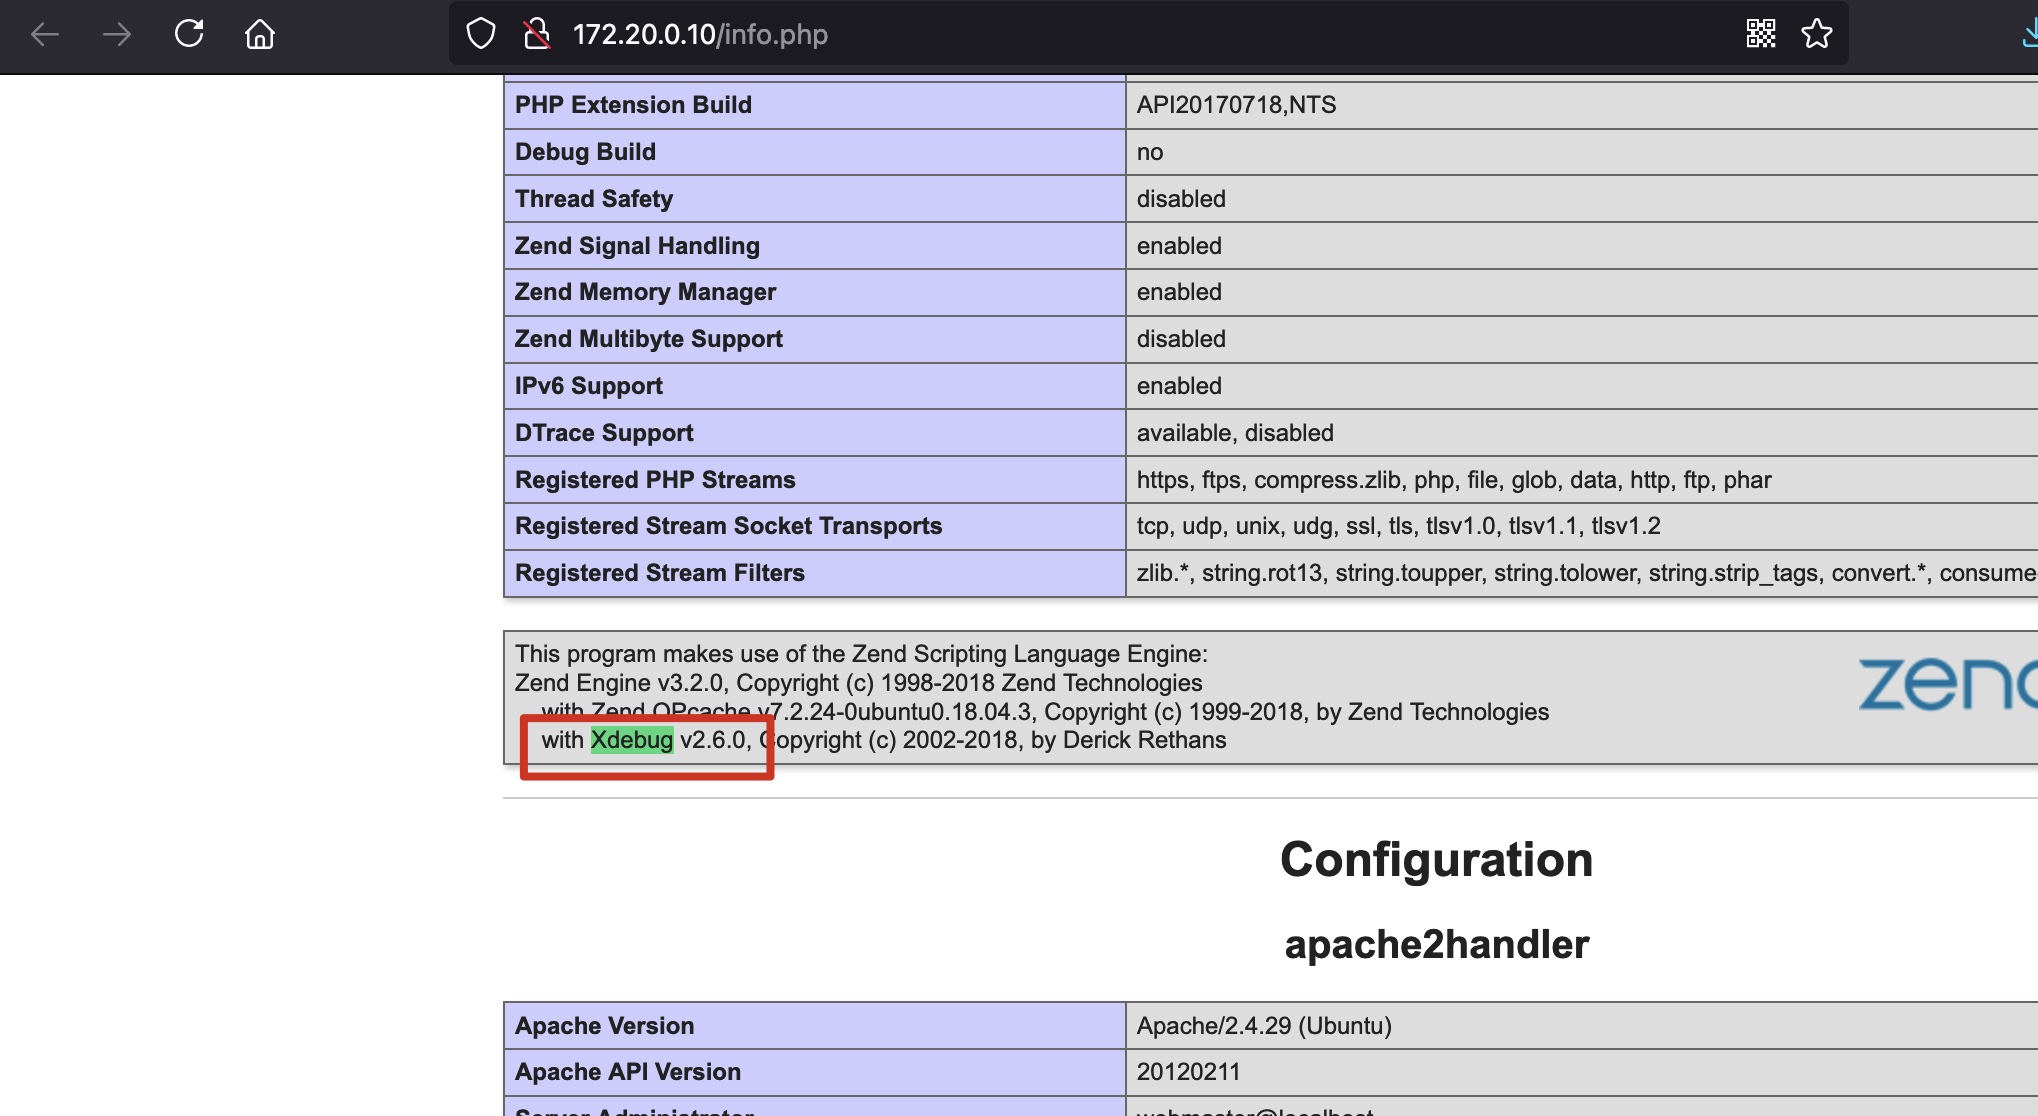 172.20.0.10/info.php
PHP Extension Build API20170718,NTS
Debug Build no
Thread Safety disabled
Zend Signal Handling enabled
Zend Memory Manager enabled
Zend Multibyte Support disabled
IPv6 Support enabled
DTrace Support available, disabled
Registered PHP Streams https, ftps, compress.zlib, php, file, glob, data, http, ftp, phar
Registered Stream Socket Transports tcp, udp, unix, udg, ssl, tls, tlsv1.0, tlsv1.1, tlsv1.2
Registered Stream Filters zlib.*, string.rot13, string.toupper, string.tolower, string.strip_tags, convert.*, consume
This program makes use of the Zend Scripting Language Engine:
Zend Engine v3.2.0, Copyright (c) 1998-2018 Zend Technologies
with Zend OPcache v7.2.24-0ubuntu0.18.04.3, Copyright (c) 1999-2018, by Zend Technologies
with Xdebug v2.6.0, Copyright (c) 2002-2018, by Derick Rethans
zend
Configuration
apache2handler
Apache Version Apache/2.4.29 (Ubuntu)
Apache API Version 20120211
Server Administrator webmaster@localhost